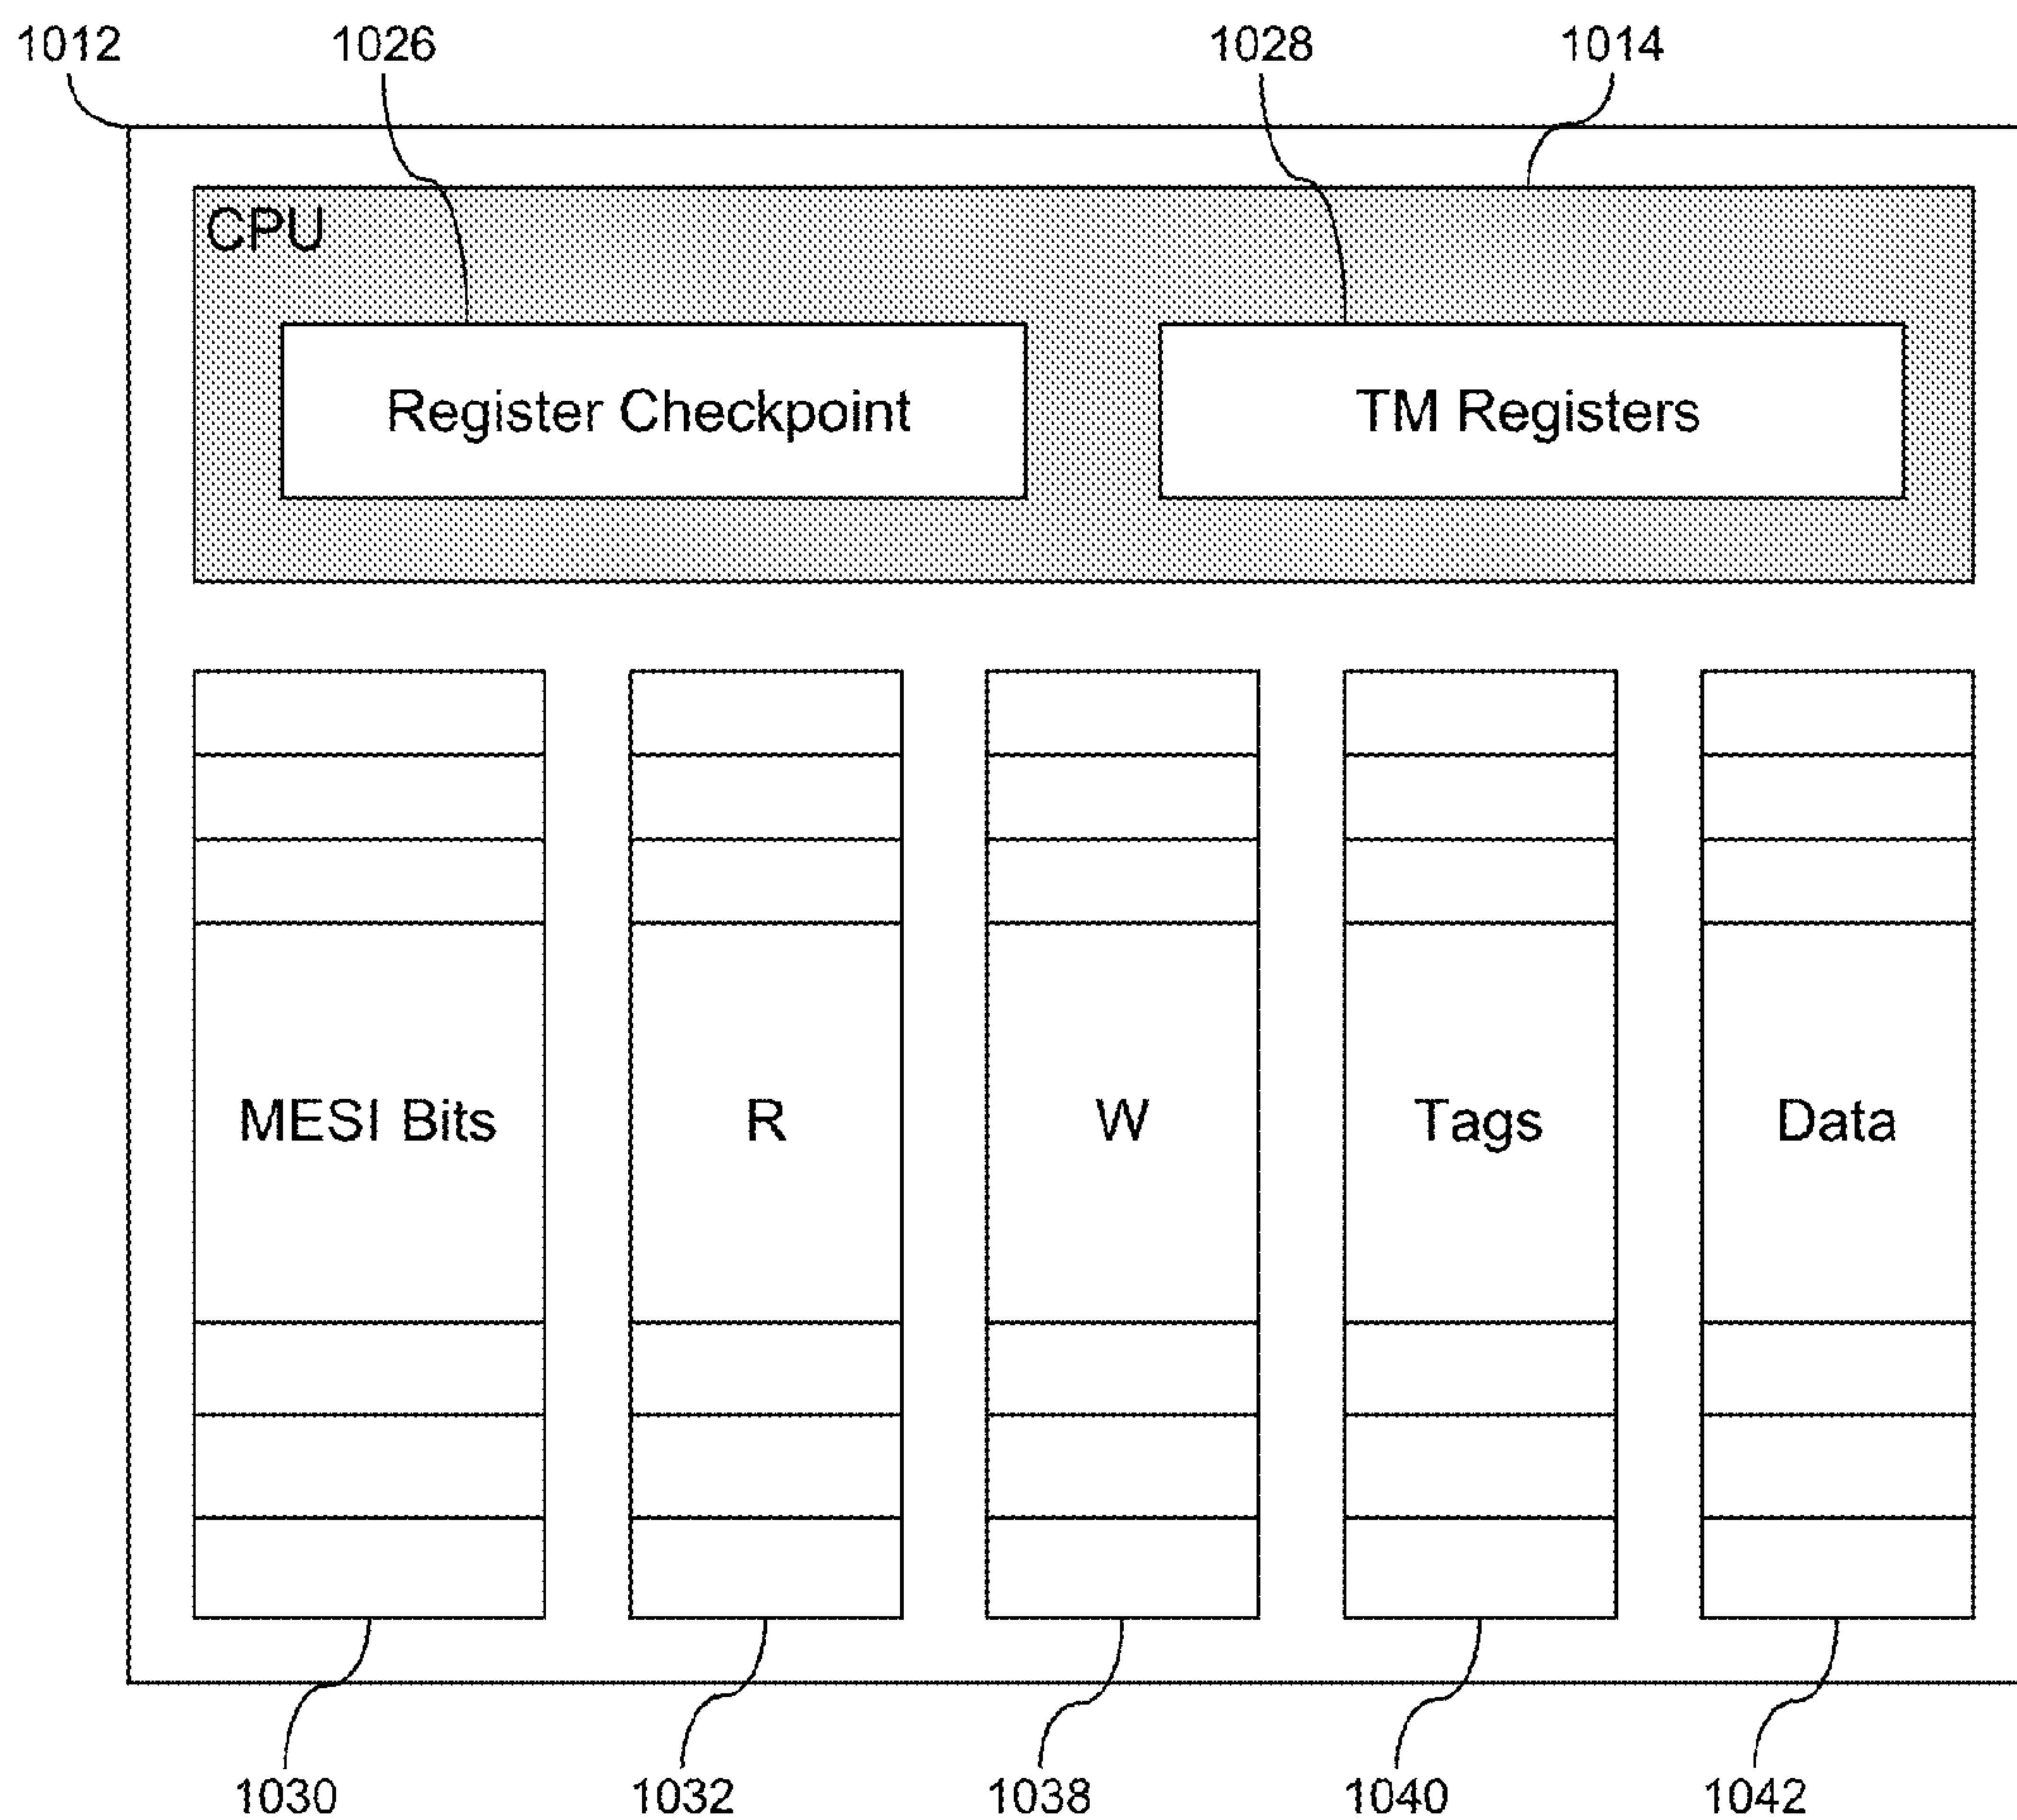 1012 1026 1028 1014
CPU
Register Checkpoint TM Registers
MESI Bits R W Tags Data
1030 1032 1038 1040 1042